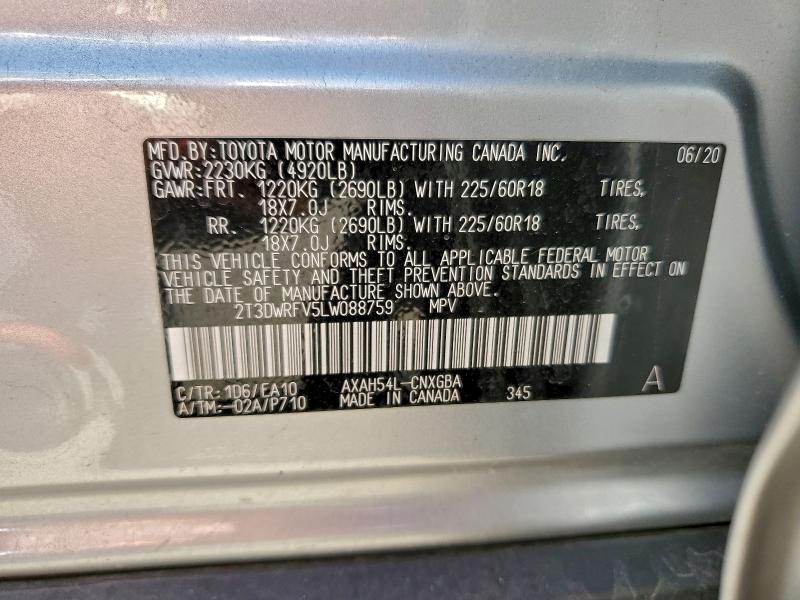 MFD.BY:TOYOTA MOTOR MANUFACTURING CANADA INC. 06/20
GVWR:2230KG (4920LB)
GAWR:FRT. 1220KG (2690LB) WITH 225/60R18 TIRES,
18X7.0J RIMS.
RR. 1220KG (2690LB) WITH 225/60R18 TIRES,
18X7.0J RIMS.
THIS VEHICLE CONFORMS TO ALL APPLICABLE FEDERAL MOTOR
VEHICLE SAFETY AND THEFT PREVENTION STANDARDS IN EFFECT ON
THE DATE OF MANUFACTURE SHOWN ABOVE.
2T3DWRFV5LW088759 MPV
C/TR:1D6/EA10 AXAH54L-CNXGBA A
A/TM:-02A/P710 MADE IN CANADA 345